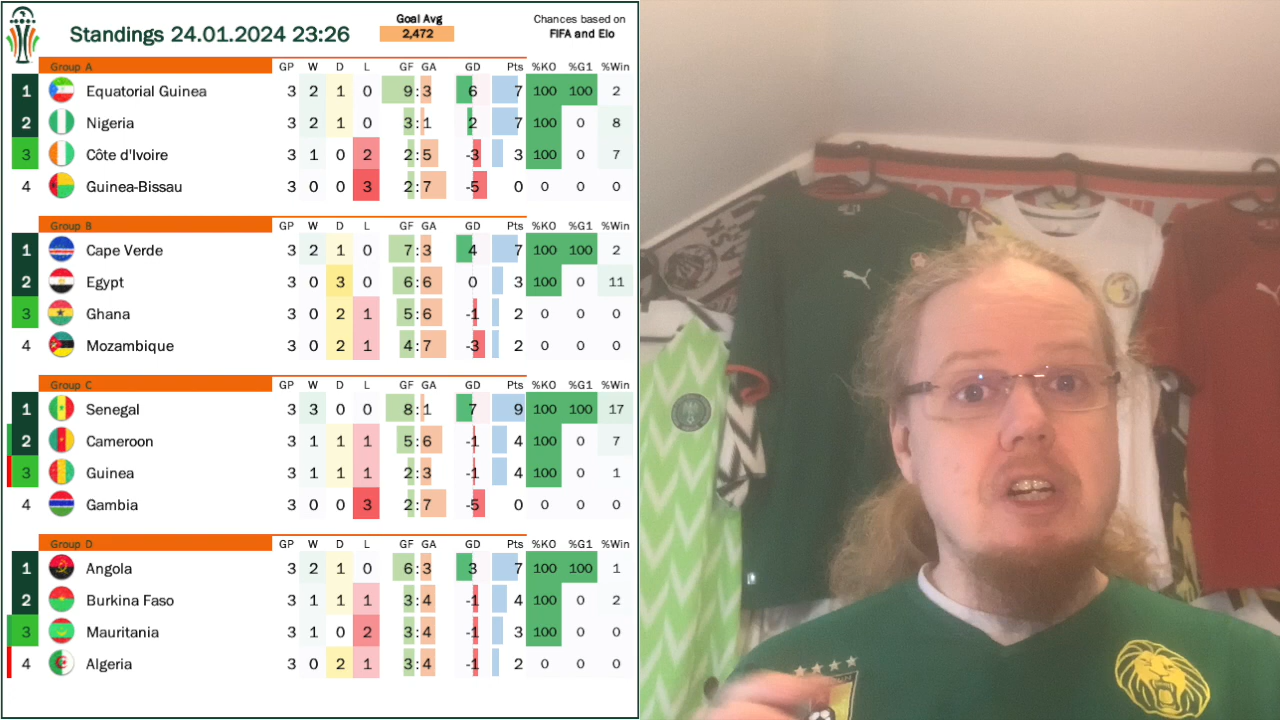 Standings 24.01.2024 23:26
Goal Avg
2,472
Chances based on
FIFA and Elo
Group A GP W D L GF GA GD Pts %KO %G1 %Win
1 Equatorial Guinea 3 2 1 0 9:3 6 7 100 100 2
2 Nigeria 3 2 1 0 3:1 2 7 100 0 8
3 Côte d'Ivoire 3 1 0 2 2:5 -3 3 100 0 7
4 Guinea-Bissau 3 0 0 3 2:7 -5 0 0 0 0
Group B GP W D L GF GA GD Pts %KO %G1 %Win
1 Cape Verde 3 2 1 0 7:3 4 7 100 100 2
2 Egypt 3 0 3 0 6:6 0 3 100 0 11
3 Ghana 3 0 2 1 5:6 -1 2 0 0 0
4 Mozambique 3 0 2 1 4:7 -3 2 0 0 0
Group C GP W D L GF GA GD Pts %KO %G1 %Win
1 Senegal 3 3 0 0 8:1 7 9 100 100 17
2 Cameroon 3 1 1 1 5:6 -1 4 100 0 7
3 Guinea 3 1 1 1 2:3 -1 4 100 0 1
4 Gambia 3 0 0 3 2:7 -5 0 0 0 0
Group D GP W D L GF GA GD Pts %KO %G1 %Win
1 Angola 3 2 1 0 6:3 3 7 100 100 1
2 Burkina Faso 3 1 1 1 3:4 -1 4 100 0 2
3 Mauritania 3 1 0 2 3:4 -1 3 100 0 0
4 Algeria 3 0 2 1 3:4 -1 2 0 0 0